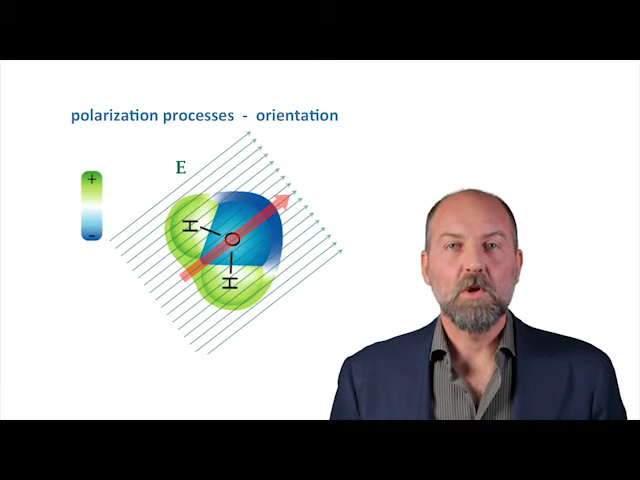 polarization processes - orientation
E
+
H
O
H
-